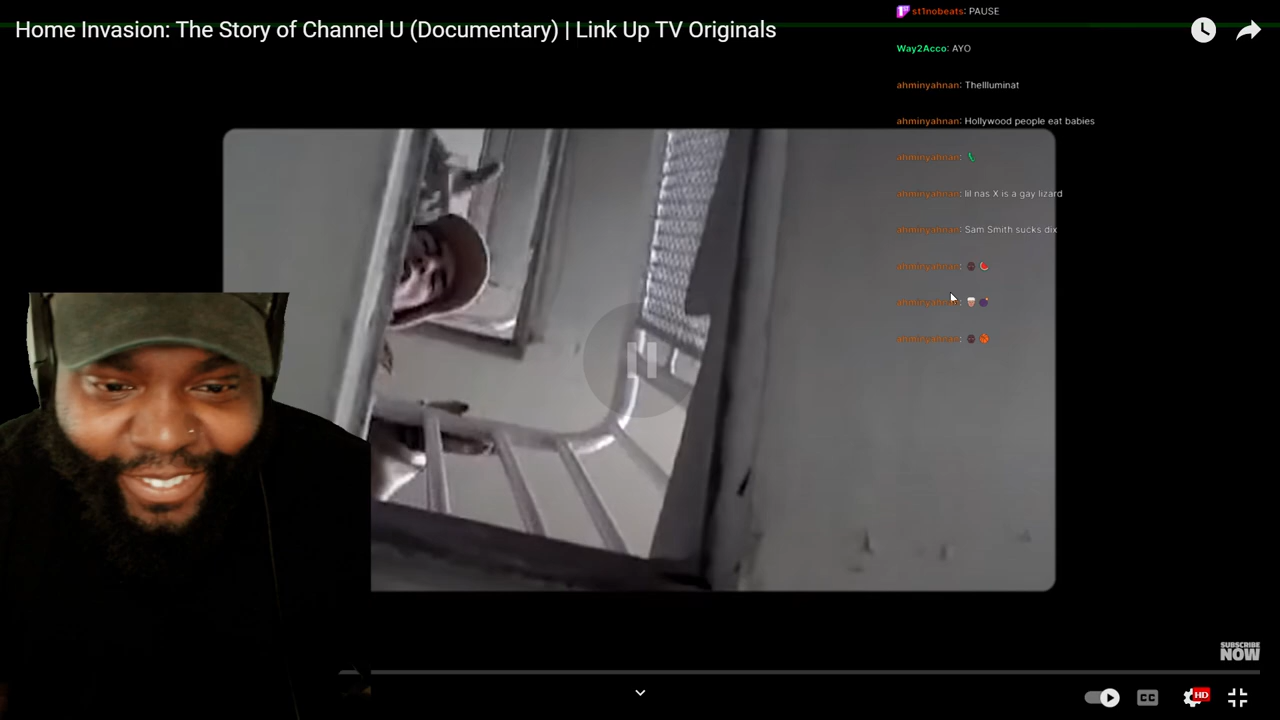 Home Invasion: The Story of Channel U (Documentary) | Link Up TV Originals
st1nobeats: PAUSE
Way2Acco: AYO
ahminyahnan: TheIlluminat
ahminyahnan: Hollywood people eat babies
ahminyahnan:
ahminyahnan: lil nas X is a gay lizard
ahminyahnan: Sam Smith sucks dix
ahminyahnan:
ahminyahnan:
ahminyahnan:
SUBSCRIBE
NOW
CC
HD